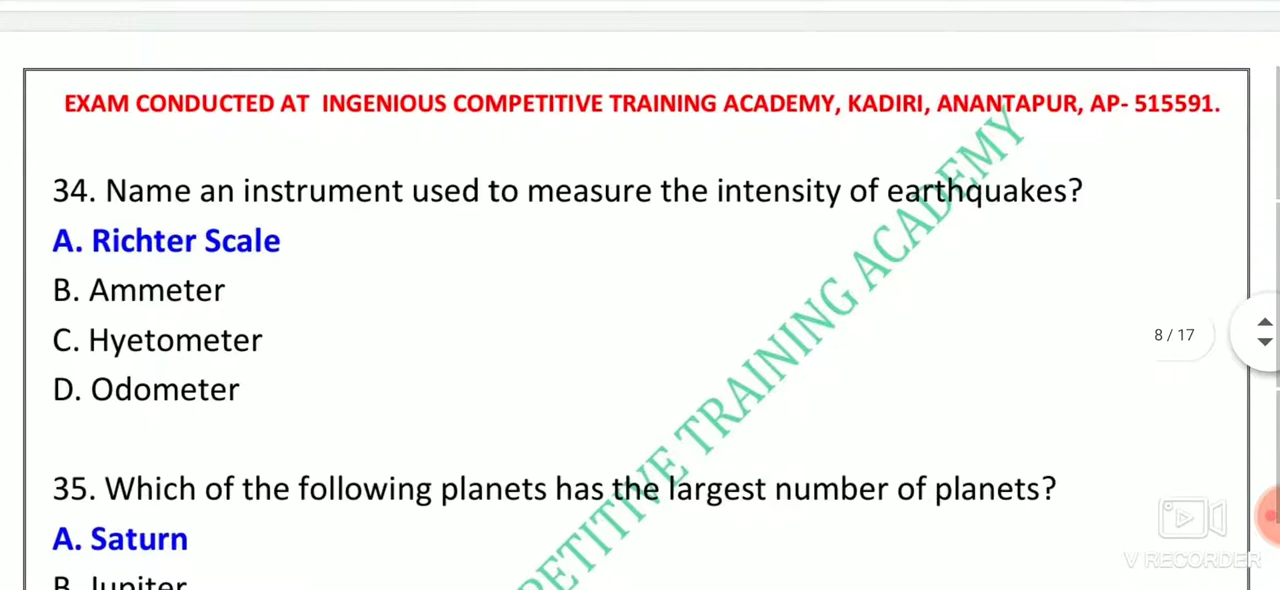 EXAM CONDUCTED AT INGENIOUS COMPETITIVE TRAINING ACADEMY, KADIRI, ANANTAPUR, AP- 515591.
34. Name an instrument used to measure the intensity of earthquakes?
A. Richter Scale
B. Ammeter
C. Hyetometer
D. Odometer
8 / 17
35. Which of the following planets has the largest number of planets?
A. Saturn
B. Jupiter
PETITIVE TRAINING ACADEMY
V RECORDER